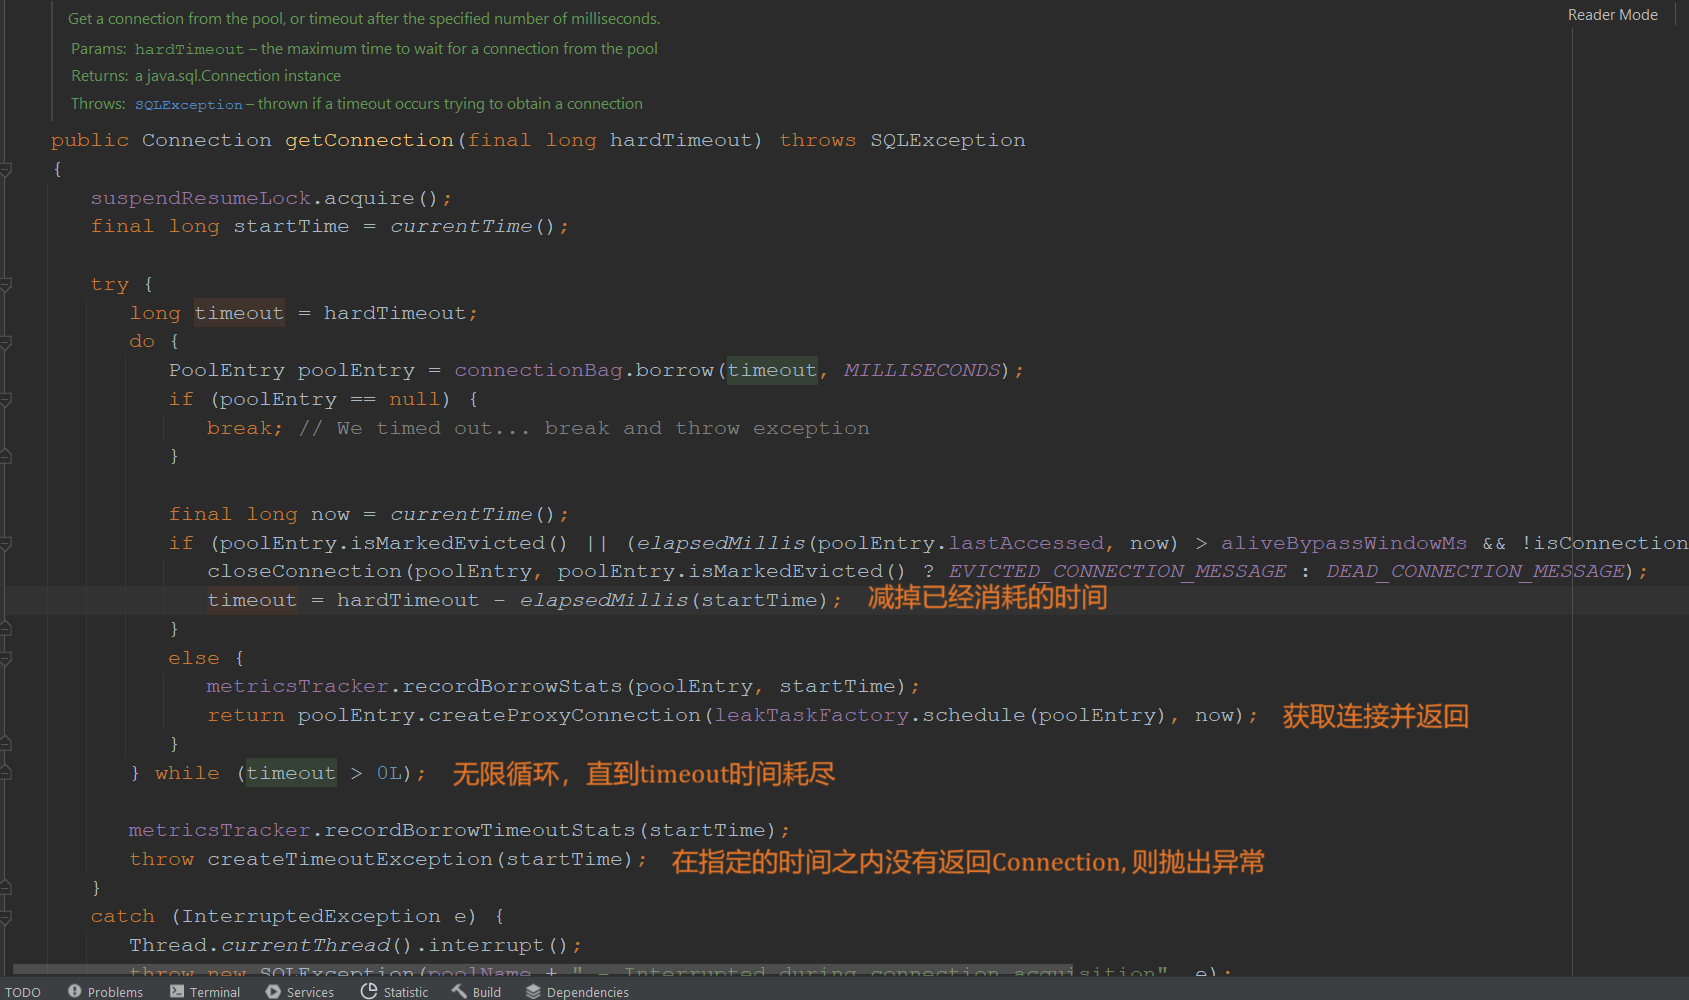 Reader Mode
Get a connection from the pool, or timeout after the specified number of milliseconds.
Params: hardTimeout – the maximum time to wait for a connection from the pool
Returns: a java.sql.Connection instance
Throws: SQLException – thrown if a timeout occurs trying to obtain a connection
public Connection getConnection(final long hardTimeout) throws SQLException
{
suspendResumeLock.acquire();
final long startTime = currentTime();
try {
long timeout = hardTimeout;
do {
PoolEntry poolEntry = connectionBag.borrow(timeout, MILLISECONDS);
if (poolEntry == null) {
break; // We timed out... break and throw exception
}
final long now = currentTime();
if (poolEntry.isMarkedEvicted() || (elapsedMillis(poolEntry.lastAccessed, now) > aliveBypassWindowMs && !isConnection
closeConnection(poolEntry, poolEntry.isMarkedEvicted() ? EVICTED_CONNECTION_MESSAGE : DEAD_CONNECTION_MESSAGE);
timeout = hardTimeout - elapsedMillis(startTime); 减掉已经消耗的时间
}
else {
metricsTracker.recordBorrowStats(poolEntry, startTime);
return poolEntry.createProxyConnection(leakTaskFactory.schedule(poolEntry), now); 获取连接并返回
}
} while (timeout > 0L); 无限循环，直到timeout时间耗尽
metricsTracker.recordBorrowTimeoutStats(startTime);
throw createTimeoutException(startTime); 在指定的时间之内没有返回Connection, 则抛出异常
}
catch (InterruptedException e) {
Thread.currentThread().interrupt();
throw new SQLException(poolName + " - Interrupted during connection acquisition", e);
TODO Problems Terminal Services Statistic Build Dependencies